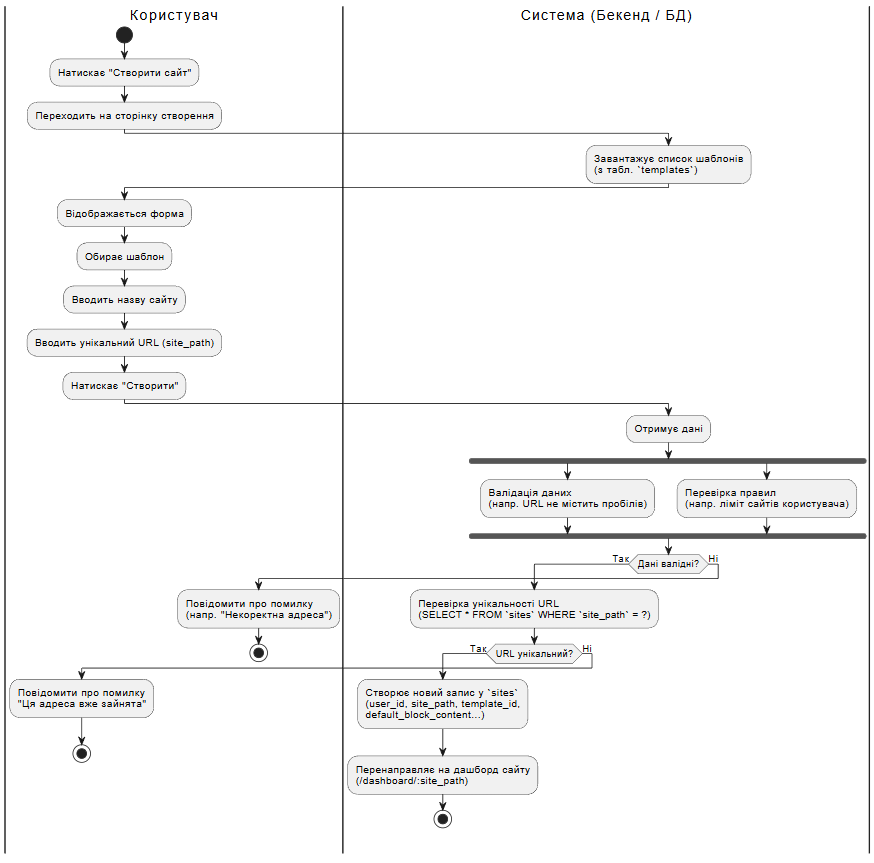 Користувач
Система (Бекенд / БД)
Натискає "Створити сайт"
Переходить на сторінку створення
Завантажує список шаблонів
(з табл. `templates`)
Відображається форма
Обирає шаблон
Вводить назву сайту
Вводить унікальний URL (site_path)
Натискає "Створити"
Отримує дані
Валідація даних
(напр. URL не містить пробілів)
Перевірка правил
(напр. ліміт сайтів користувача)
Так
Дані валідні?
Ні
Повідомити про помилку
(напр. "Некоректна адреса")
Перевірка унікальності URL
(SELECT * FROM `sites` WHERE `site_path` = ?)
Так
URL унікальний?
Ні
Повідомити про помилку
"Ця адреса вже зайнята"
Створює новий запис у `sites`
(user_id, site_path, template_id,
default_block_content...)
Перенаправляє на дашборд сайту
(/dashboard/:site_path)